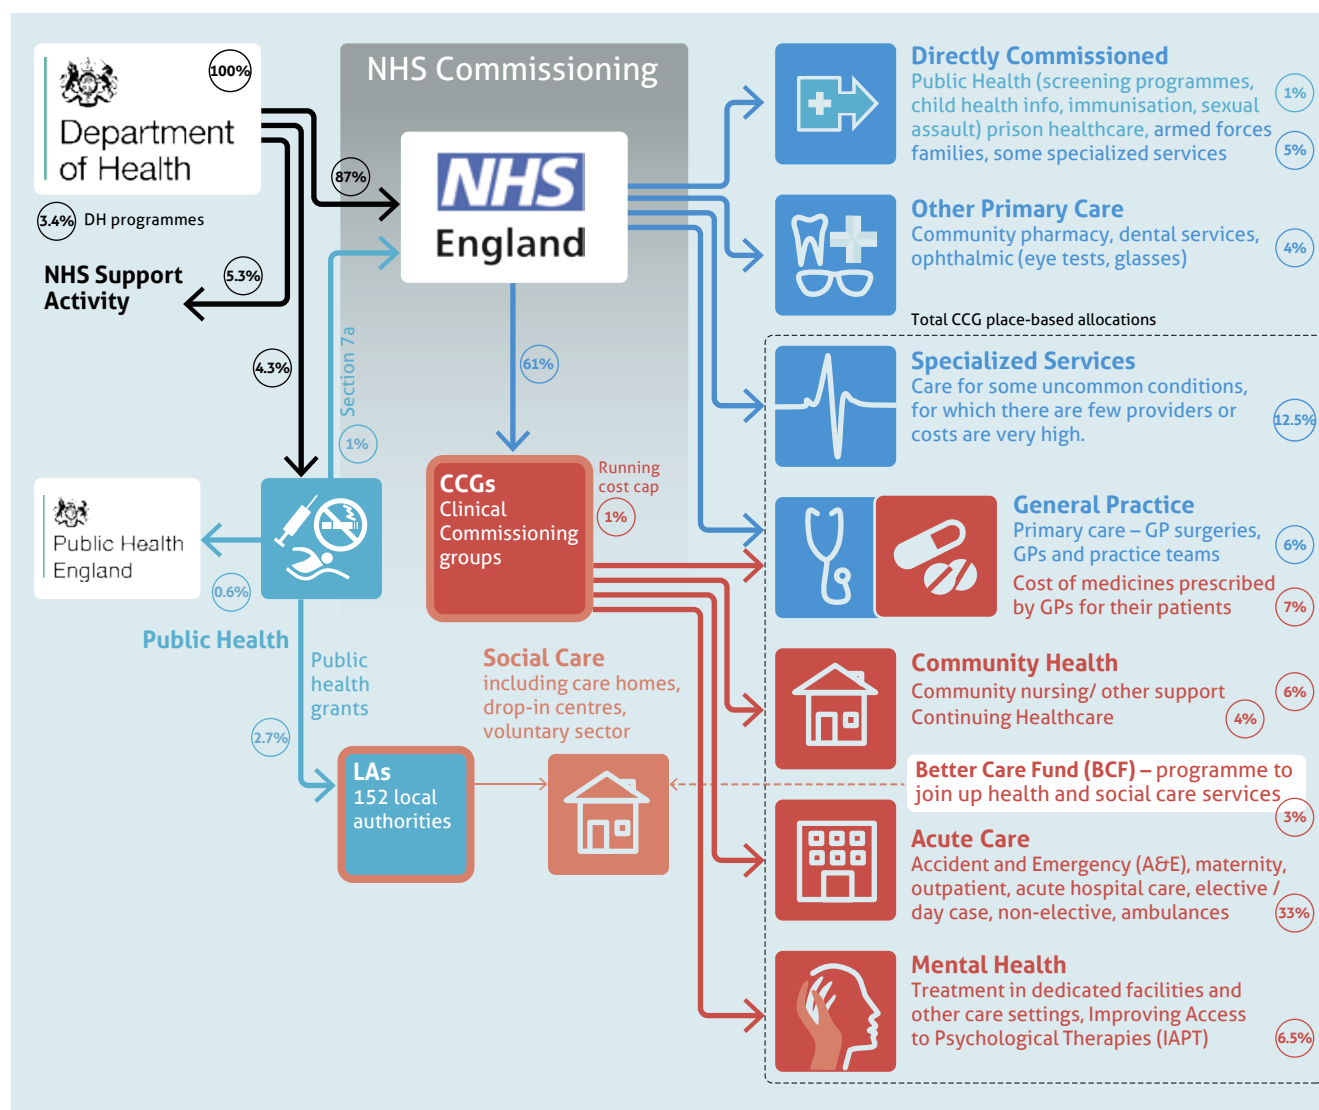 100%
Department
of Health
3.4% DH programmes
NHS Support
Activity
5.3%
4.3%
87%
NHS Commissioning
NHS
England
Section 7a
1%
61%
CCGs
Clinical
Commissioning
groups
Running
cost cap
1%
Public Health
England
0.6%
Public Health
Public
health
grants
2.7%
LAs
152 local
authorities
Social Care
including care homes,
drop-in centres,
voluntary sector
Directly Commissioned
Public Health (screening programmes,
child health info, immunisation, sexual
assault) prison healthcare, armed forces
families, some specialized services
1%
5%
Other Primary Care
Community pharmacy, dental services,
ophthalmic (eye tests, glasses)
4%
Total CCG place-based allocations
Specialized Services
Care for some uncommon conditions,
for which there are few providers or
costs are very high.
12.5%
General Practice
Primary care – GP surgeries,
GPs and practice teams
6%
Cost of medicines prescribed
by GPs for their patients
7%
Community Health
Community nursing/ other support
6%
Continuing Healthcare
4%
Better Care Fund (BCF) – programme to
join up health and social care services
3%
Acute Care
Accident and Emergency (A&E), maternity,
outpatient, acute hospital care, elective /
day case, non-elective, ambulances
33%
Mental Health
Treatment in dedicated facilities and
other care settings, Improving Access
to Psychological Therapies (IAPT)
6.5%